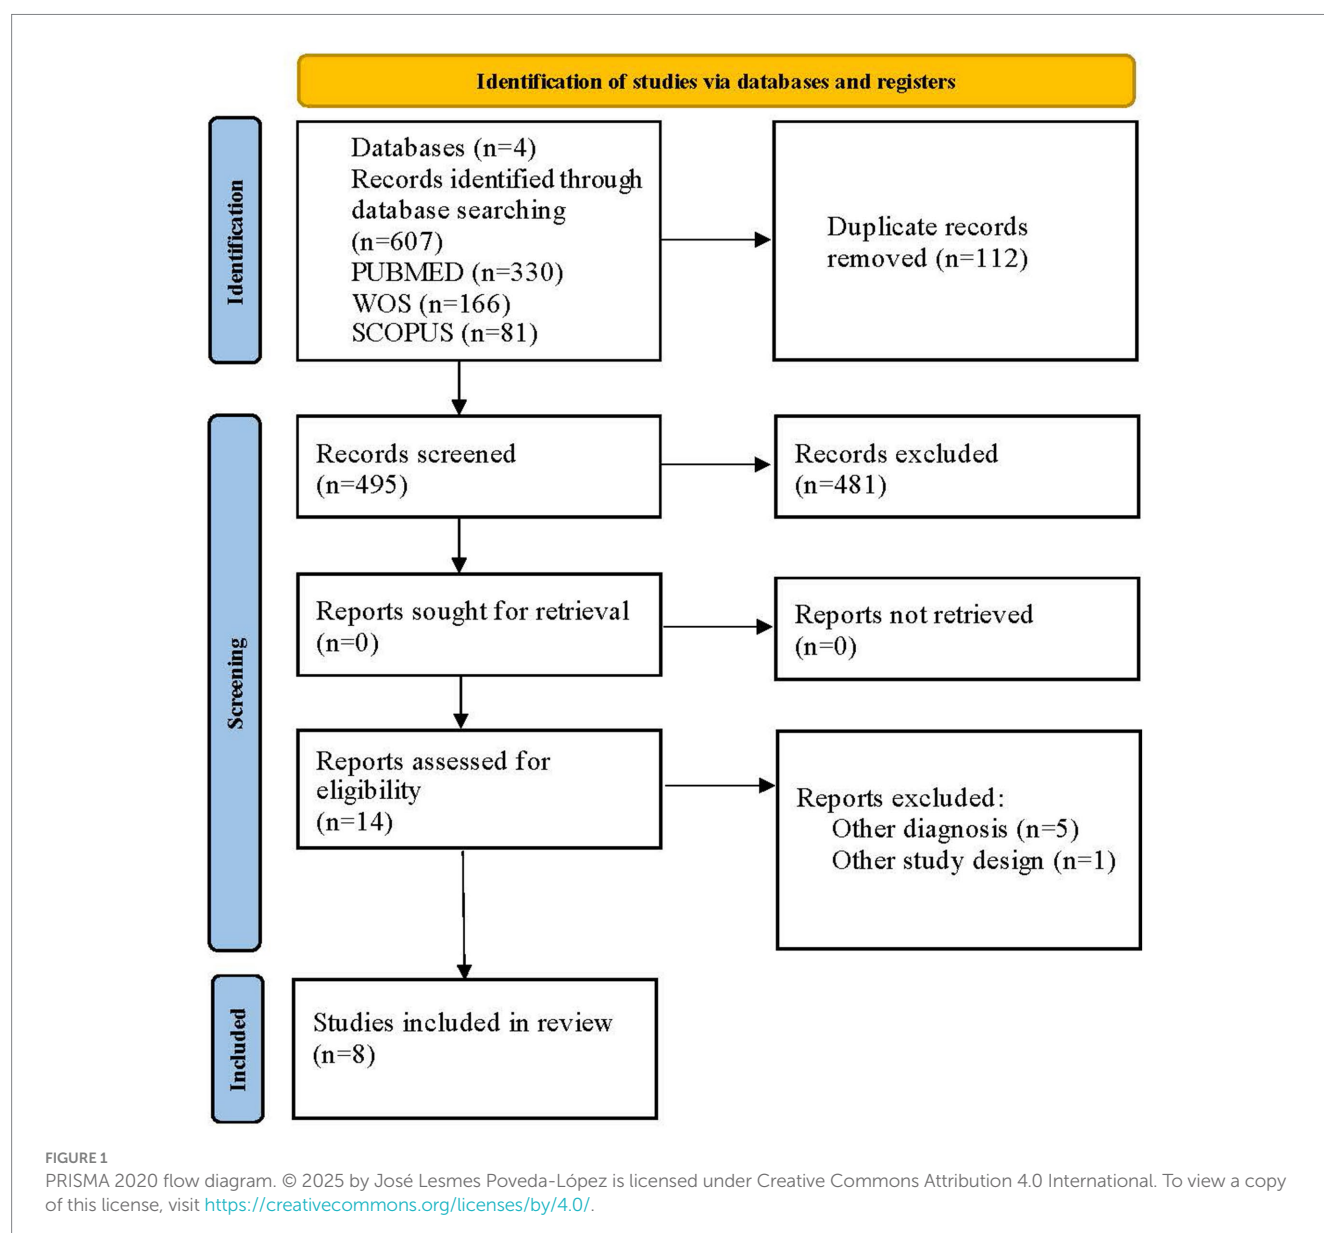 Identification of studies via databases and registers
Identification
Databases (n=4)
Records identified through
database searching
(n=607)
PUBMED (n=330)
WOS (n=166)
SCOPUS (n=81)
Duplicate records
removed (n=112)
Screening
Records screened
(n=495)
Records excluded
(n=481)
Reports sought for retrieval
(n=0)
Reports not retrieved
(n=0)
Reports assessed for
eligibility
(n=14)
Reports excluded:
Other diagnosis (n=5)
Other study design (n=1)
Included
Studies included in review
(n=8)
FIGURE 1
PRISMA 2020 flow diagram. © 2025 by José Lesmes Poveda-López is licensed under Creative Commons Attribution 4.0 International. To view a copy
of this license, visit https://creativecommons.org/licenses/by/4.0/.